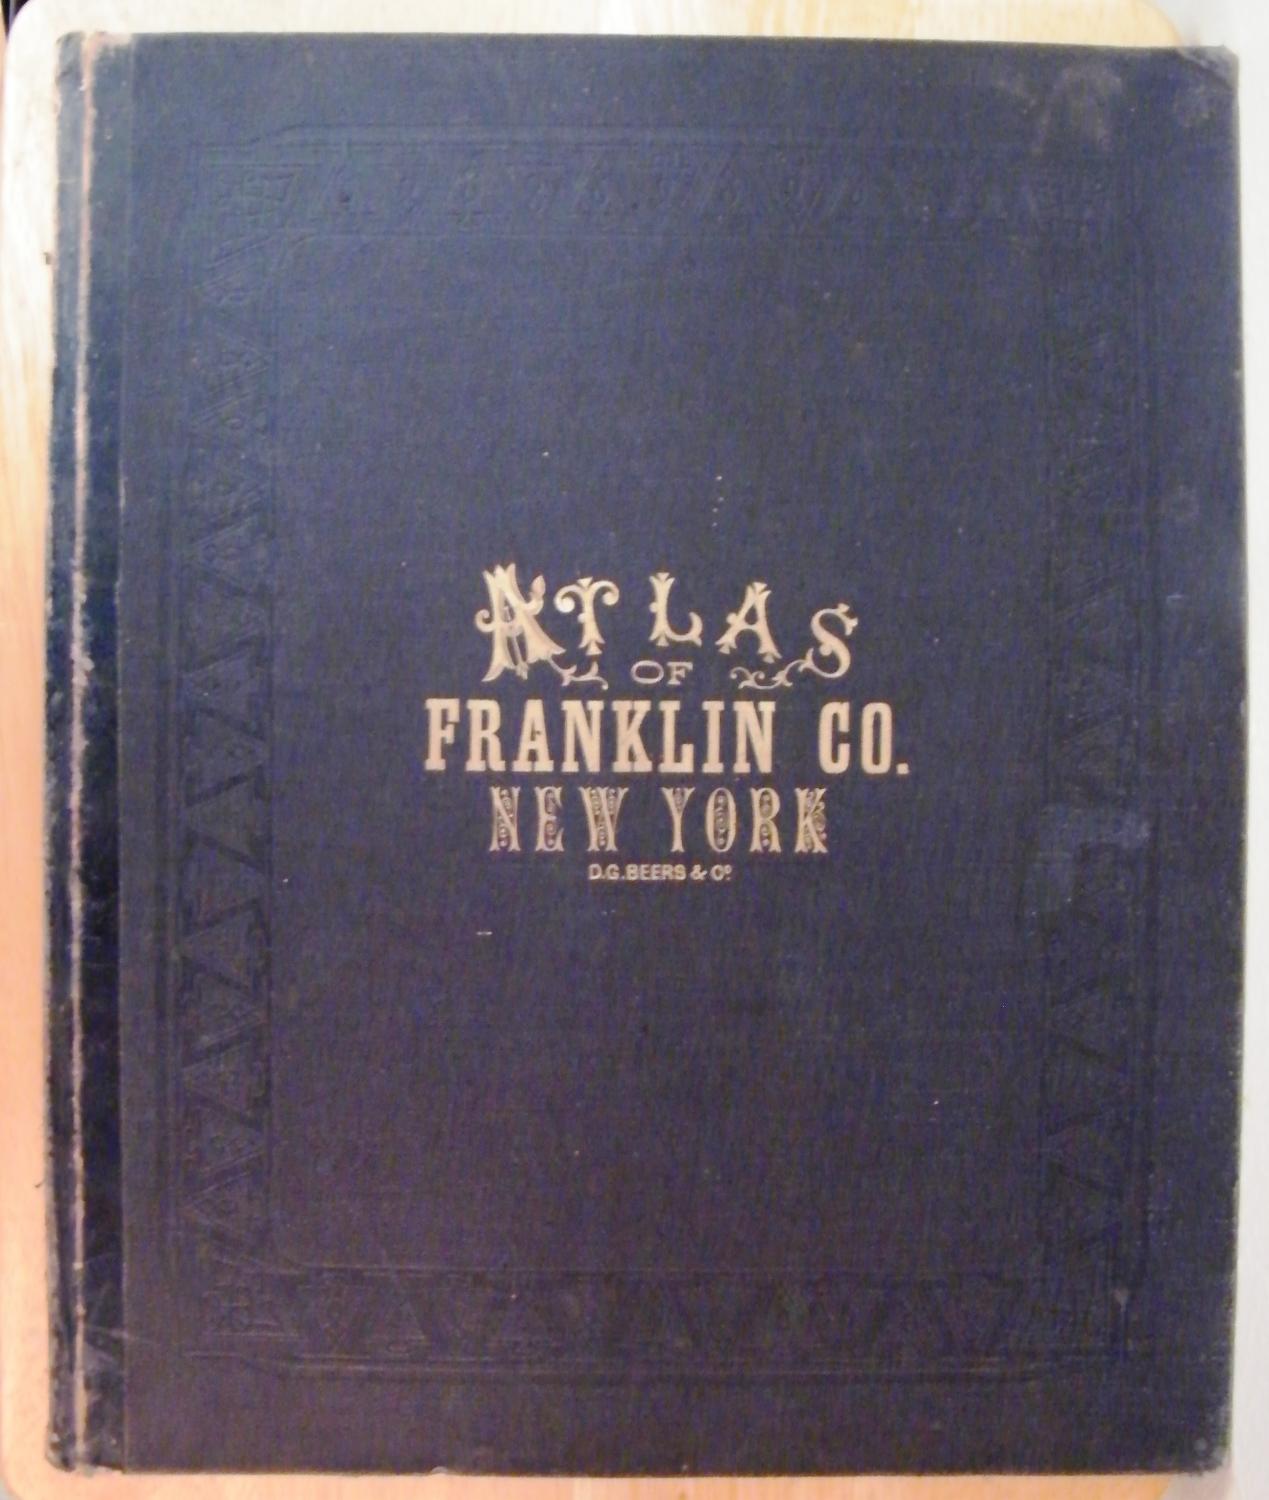 ATLAS
OF
FRANKLIN CO.
NEW YORK
D.G.BEERS & Co.